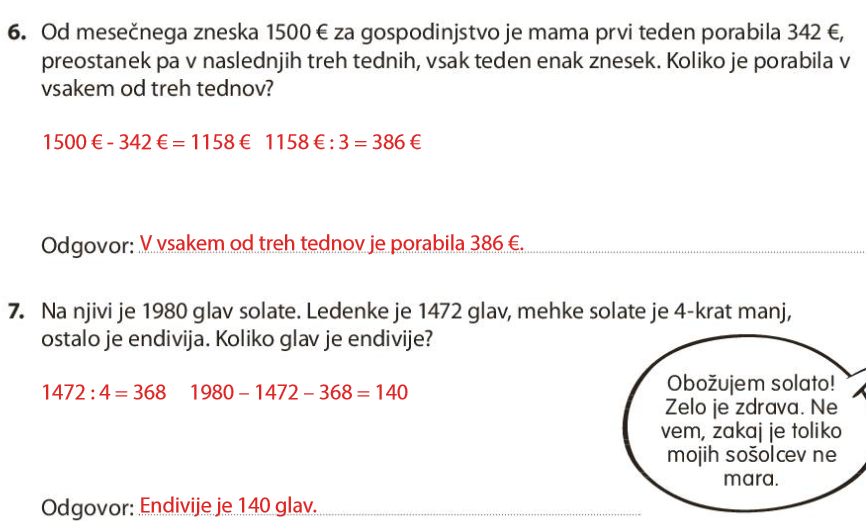 6. Od mesečnega zneska 1500 € za gospodinjstvo je mama prvi teden porabila 342 €,
preostanek pa v naslednjih treh tednih, vsak teden enak znesek. Koliko je porabila v
vsakem od treh tednov?
1500 € - 342 € = 1158 € 1158 € : 3 = 386 €
Odgovor: V vsakem od treh tednov je porabila 386 €.
7. Na njivi je 1980 glav solate. Ledenke je 1472 glav, mehke solate je 4-krat manj,
ostalo je endivija. Koliko glav je endivije?
1472 : 4 = 368 1980 – 1472 – 368 = 140
Obožujem solato!
Zelo je zdrava. Ne
vem, zakaj je toliko
mojih sošolcev ne
mara.
Odgovor: Endivije je 140 glav.